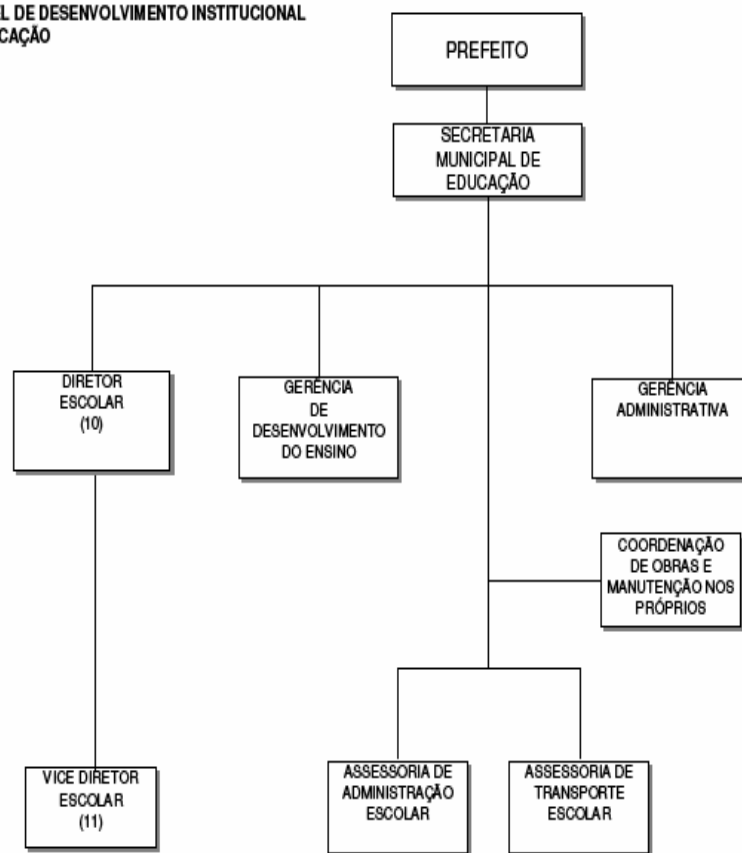 DE DESENVOLVIMENTO INSTITUCIONAL
PREFEITO
SECRETARIA
MUNICIPAL DE
EDUCAÇÃO
DIRETOR
ESCOLAR
(10)
GERÊNCIA
DE
DESENVOLVIMENTO
DO ENSINO
GERÊNCIA
ADMINISTRATIVA
COORDENAÇÃO
DE OBRAS E
MANUTENÇÃO NOS
PRÓPRIOS
VICE DIRETOR
ESCOLAR
(11)
ASSESSORIA DE
ADMINISTRAÇÃO
ESCOLAR
ASSESSORIA DE
TRANSPORTE
ESCOLAR